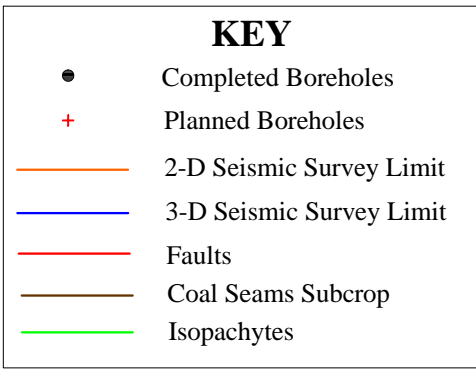 KEY
Completed Boreholes
Planned Boreholes
2-D Seismic Survey Limit
3-D Seismic Survey Limit
Faults
Coal Seams Subcrop
Isopachytes